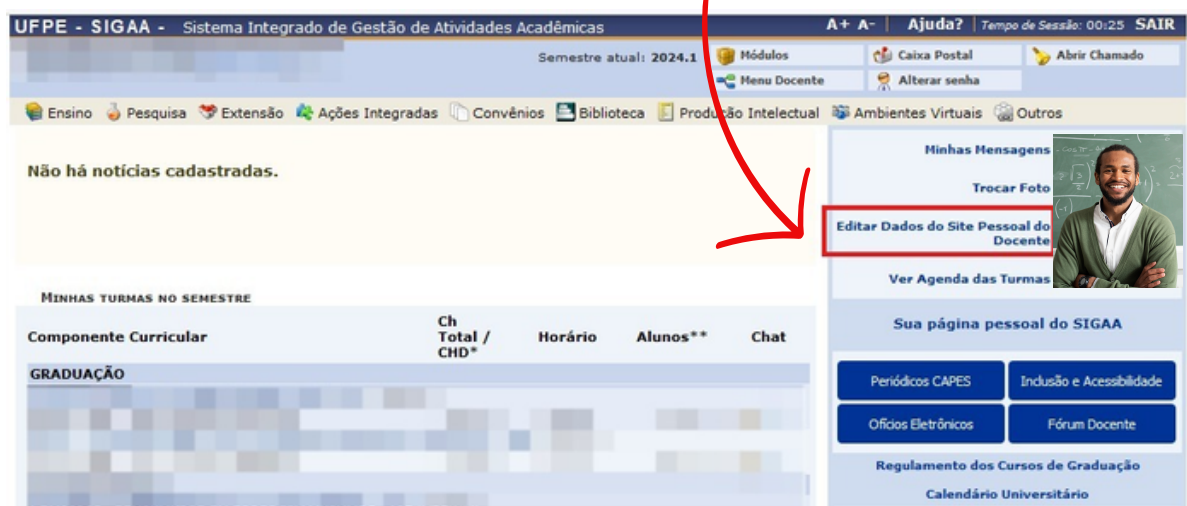 UFPE - SIGAA - Sistema Integrado de Gestão de Atividades Acadêmicas
A+ A- | Ajuda? | Tempo de Sessão: 00:25 SAIR
Semestre atual: 2024.1
Módulos
Caixa Postal
Abrir Chamado
Menu Docente
Alterar senha
Ensino Pesquisa Extensão Ações Integradas Convênios Biblioteca Produção Intelectual Ambientes Virtuais Outros
Não há notícias cadastradas.
Minhas Mensagens
Trocar Foto
Editar Dados do Site Pessoal do
Docente
Ver Agenda das Turmas
Sua página pessoal do SIGAA
MINHAS TURMAS NO SEMESTRE
Componente Curricular
Ch
Total /
CHD*
Horário
Alunos**
Chat
GRADUAÇÃO
Periódicos CAPES
Inclusão e Acessibilidade
Ofícios Eletrônicos
Fórum Docente
Regulamento dos Cursos de Graduação
Calendário Universitário